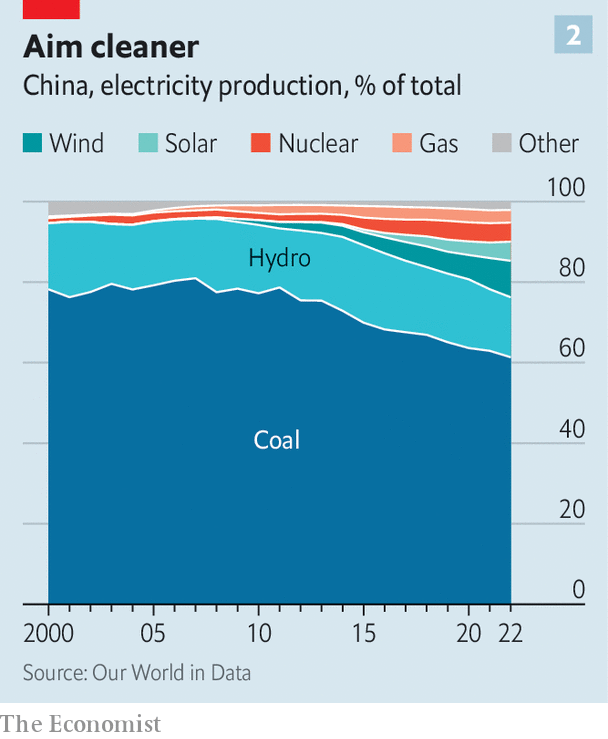 Aim cleaner
2
China, electricity production, % of total
Wind Solar Nuclear Gas Other
100
Hydro
80
60
Coal
40
20
0
2000 05 10 15 20 22
Source: Our World in Data
The Economist